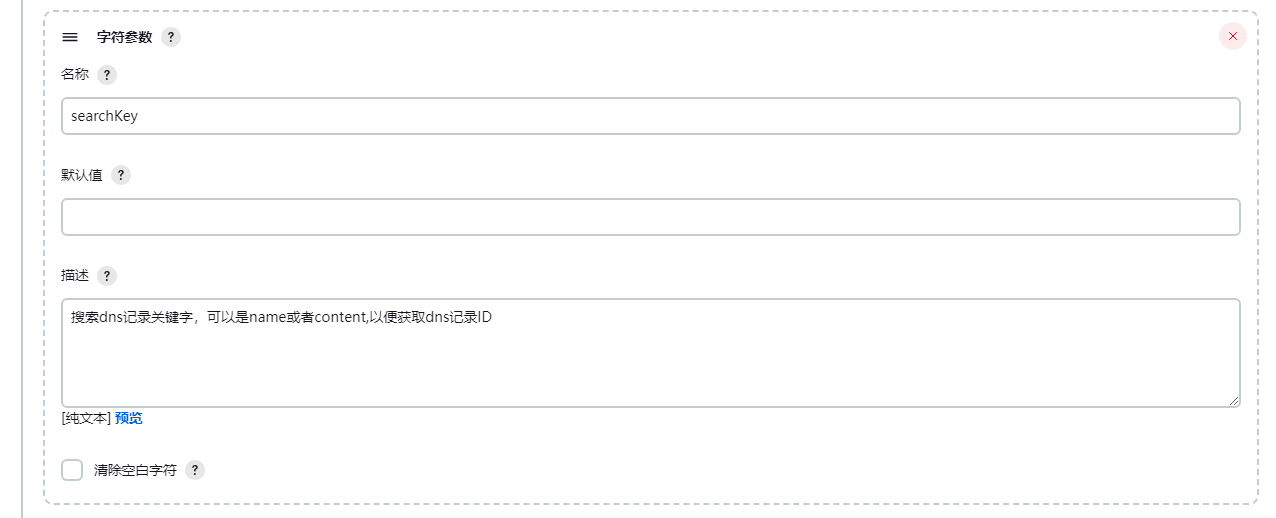 字符参数 ?
名称 ?
searchKey
默认值 ?
描述 ?
搜索dns记录关键字，可以是name或者content,以便获取dns记录ID
[纯文本] 预览
清除空白字符 ?